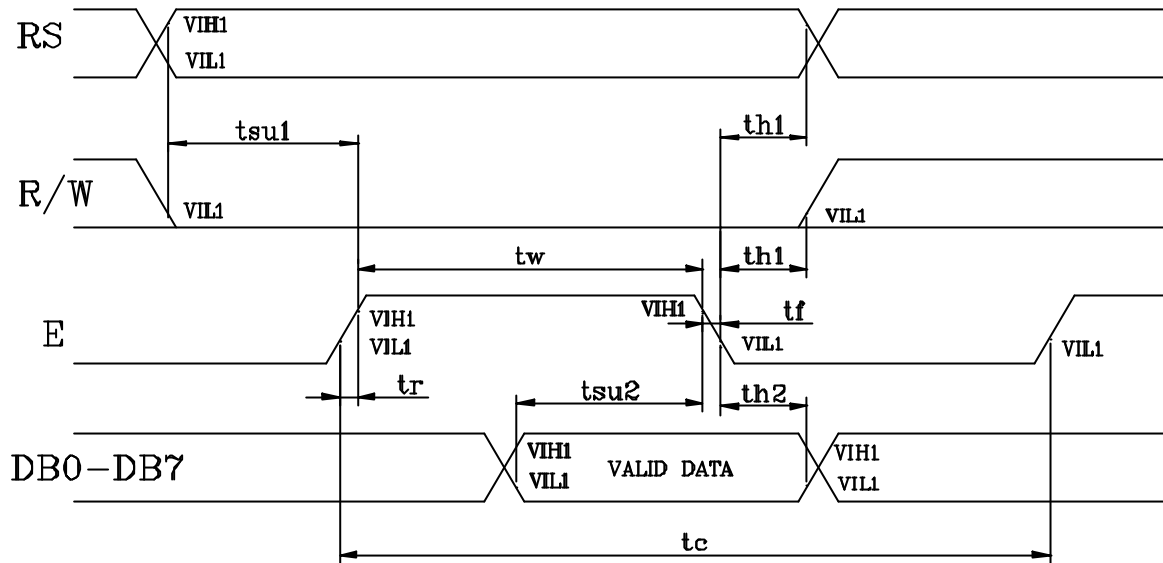 RS
VIH1
VIL1
tsu1
th1
R/W
VIL1
VIL1
tw
th1
E
VIH1
VIL1
VIH1
tf
VIL1
VIL1
tr
tsu2
th2
DB0-DB7
VIH1
VIL1
VALID DATA
VIH1
VIL1
tc